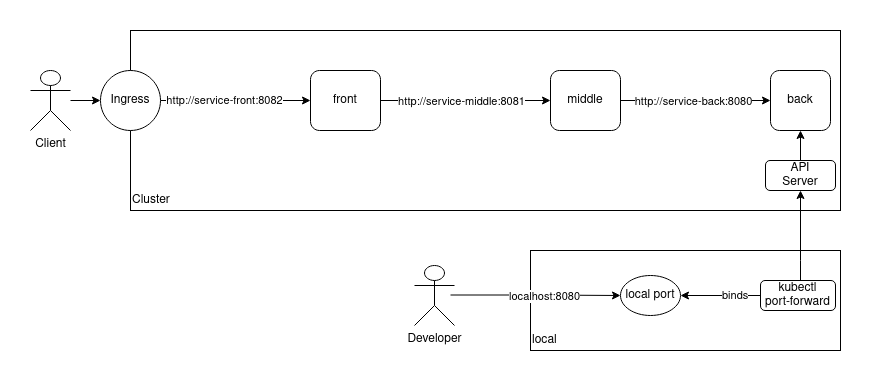 Client
Ingress
http://service-front:8082
front
http://service-middle:8081
middle
http://service-back:8080
back
API
Server
Cluster
Developer
localhost:8080
local port
binds
kubectl
port-forward
local